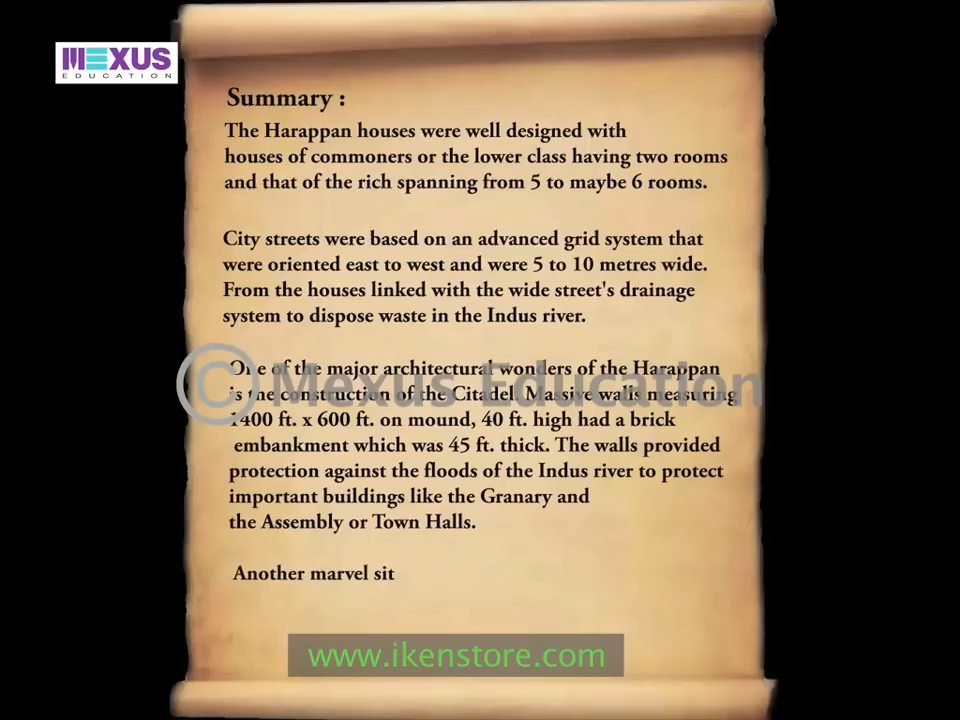 MEXUS
EDUCATION
Summary :
The Harappan houses were well designed with
houses of commoners or the lower class having two rooms
and that of the rich spanning from 5 to maybe 6 rooms.
City streets were based on an advanced grid system that
were oriented east to west and were 5 to 10 metres wide.
From the houses linked with the wide street's drainage
system to dispose waste in the Indus river.
One of the major architectural wonders of the Harappan
is the construction of the Citadel. Massive walls measuring
1400 ft. x 600 ft. on mound, 40 ft. high had a brick
embankment which was 45 ft. thick. The walls provided
protection against the floods of the Indus river to protect
important buildings like the Granary and
the Assembly or Town Halls.
Another marvel sit
© Mexus Education
www.ikenstore.com